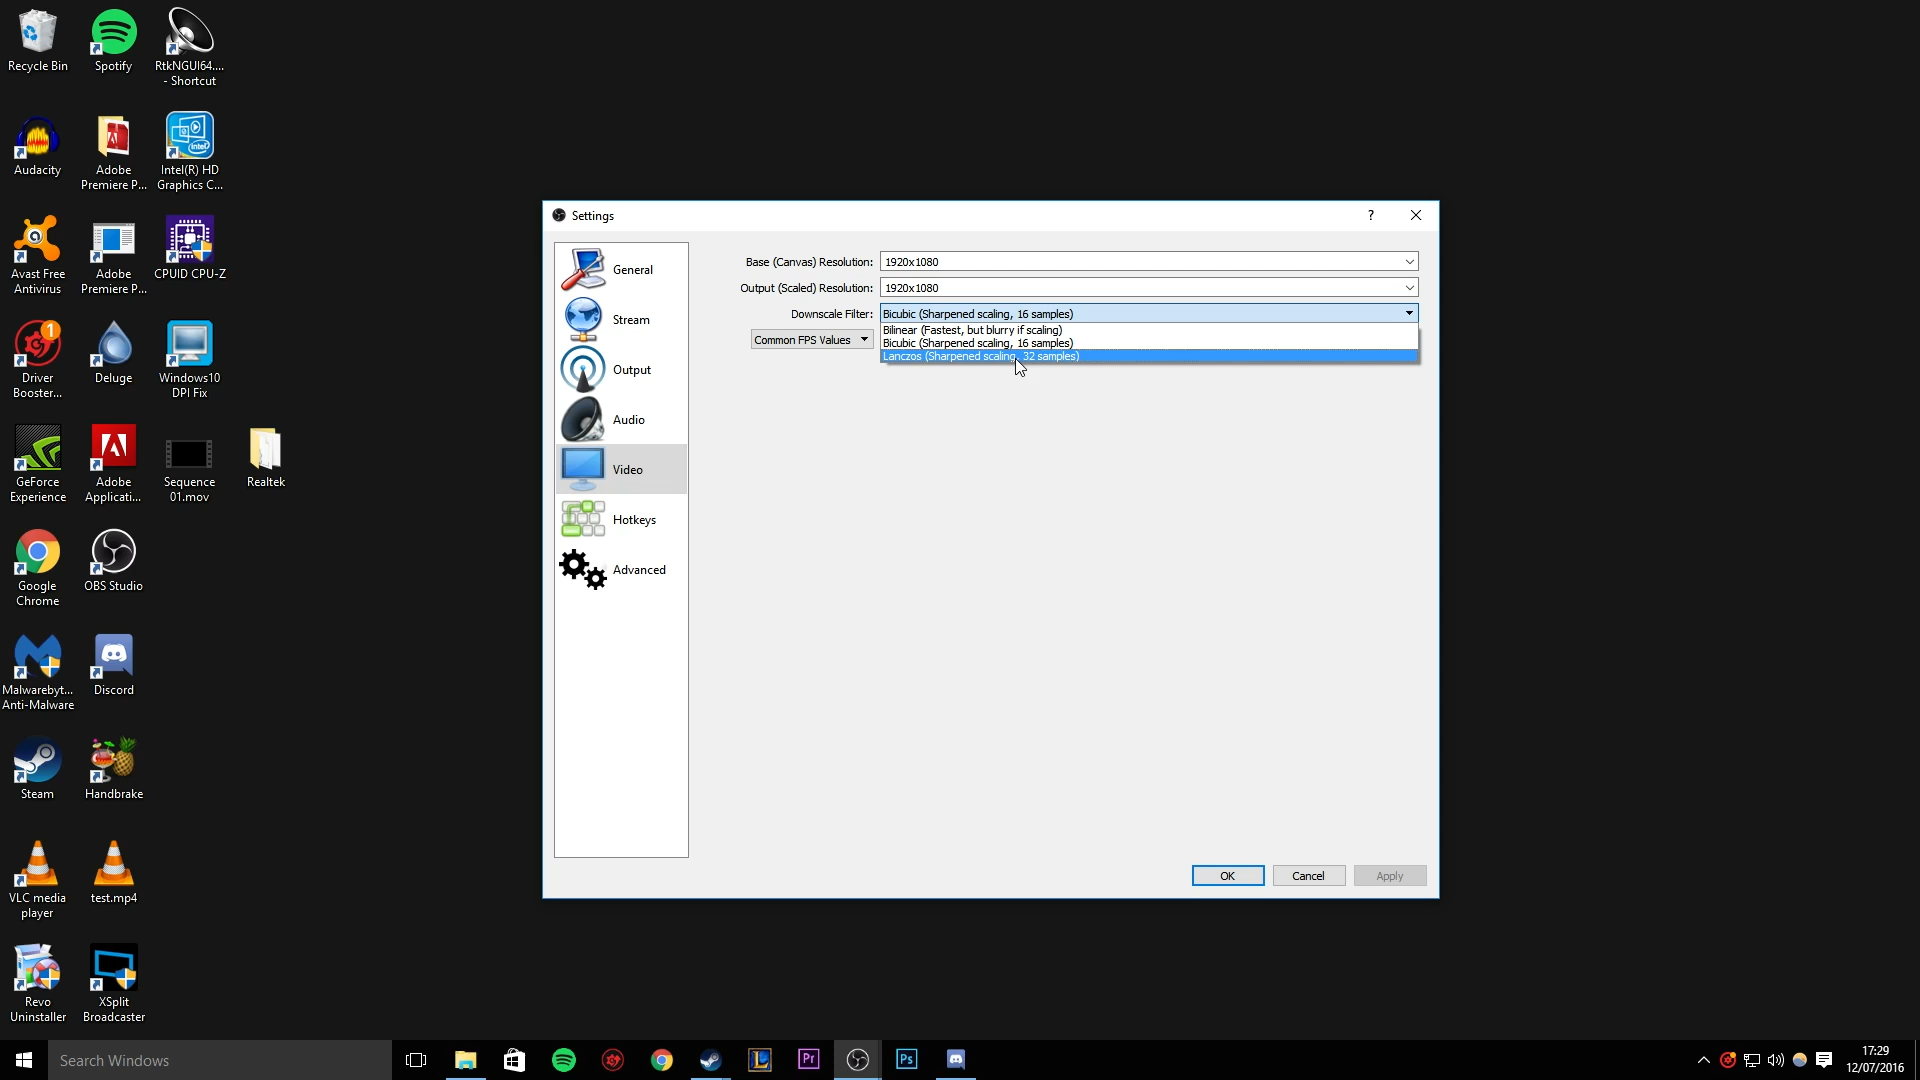 Recycle Bin
Spotify
RtkNGUI64....
- Shortcut
Audacity
Adobe
Premiere P...
Intel(R) HD
Graphics C...
intel
Avast Free
Antivirus
Adobe
Premiere P...
CPUID CPU-Z
1
Driver
Booster...
Deluge
Windows10
DPI Fix
GeForce
Experience
Adobe
Applicati...
Sequence
01.mov
Realtek
Google
Chrome
OBS Studio
Malwarebyt...
Anti-Malware
Discord
Steam
Handbrake
VLC media
player
test.mp4
Revo
Uninstaller
XSplit
Broadcaster
Settings
?
General
Stream
Output
Audio
Video
Hotkeys
Advanced
Base (Canvas) Resolution: 1920x1080
Output (Scaled) Resolution: 1920x1080
Downscale Filter: Bicubic (Sharpened scaling, 16 samples)
Common FPS Values
Bilinear (Fastest, but blurry if scaling)
Bicubic (Sharpened scaling, 16 samples)
Lanczos (Sharpened scaling, 32 samples)
OK
Cancel
Apply
Search Windows
L
Pr
Ps
17:29
12/07/2016